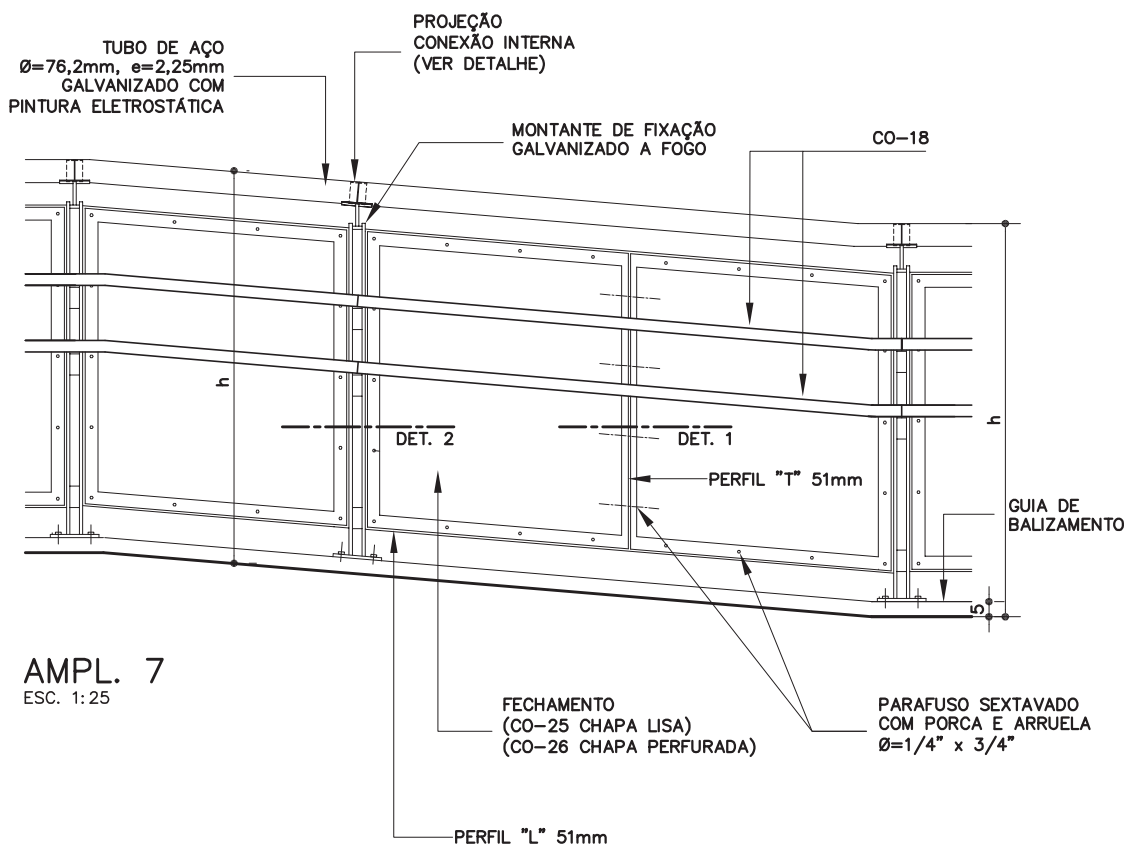 PROJEÇÃO
CONEXÃO INTERNA
(VER DETALHE)
TUBO DE AÇO
Ø=76,2mm, e=2,25mm
GALVANIZADO COM
PINTURA ELETROSTÁTICA
MONTANTE DE FIXAÇÃO
GALVANIZADO A FOGO
CO-18
h
h
DET. 2
DET. 1
PERFIL "T" 51mm
GUIA DE
BALIZAMENTO
5
AMPL. 7
ESC. 1:25
FECHAMENTO
(CO-25 CHAPA LISA)
(CO-26 CHAPA PERFURADA)
PARAFUSO SEXTAVADO
COM PORCA E ARRUELA
Ø=1/4" x 3/4"
PERFIL "L" 51mm